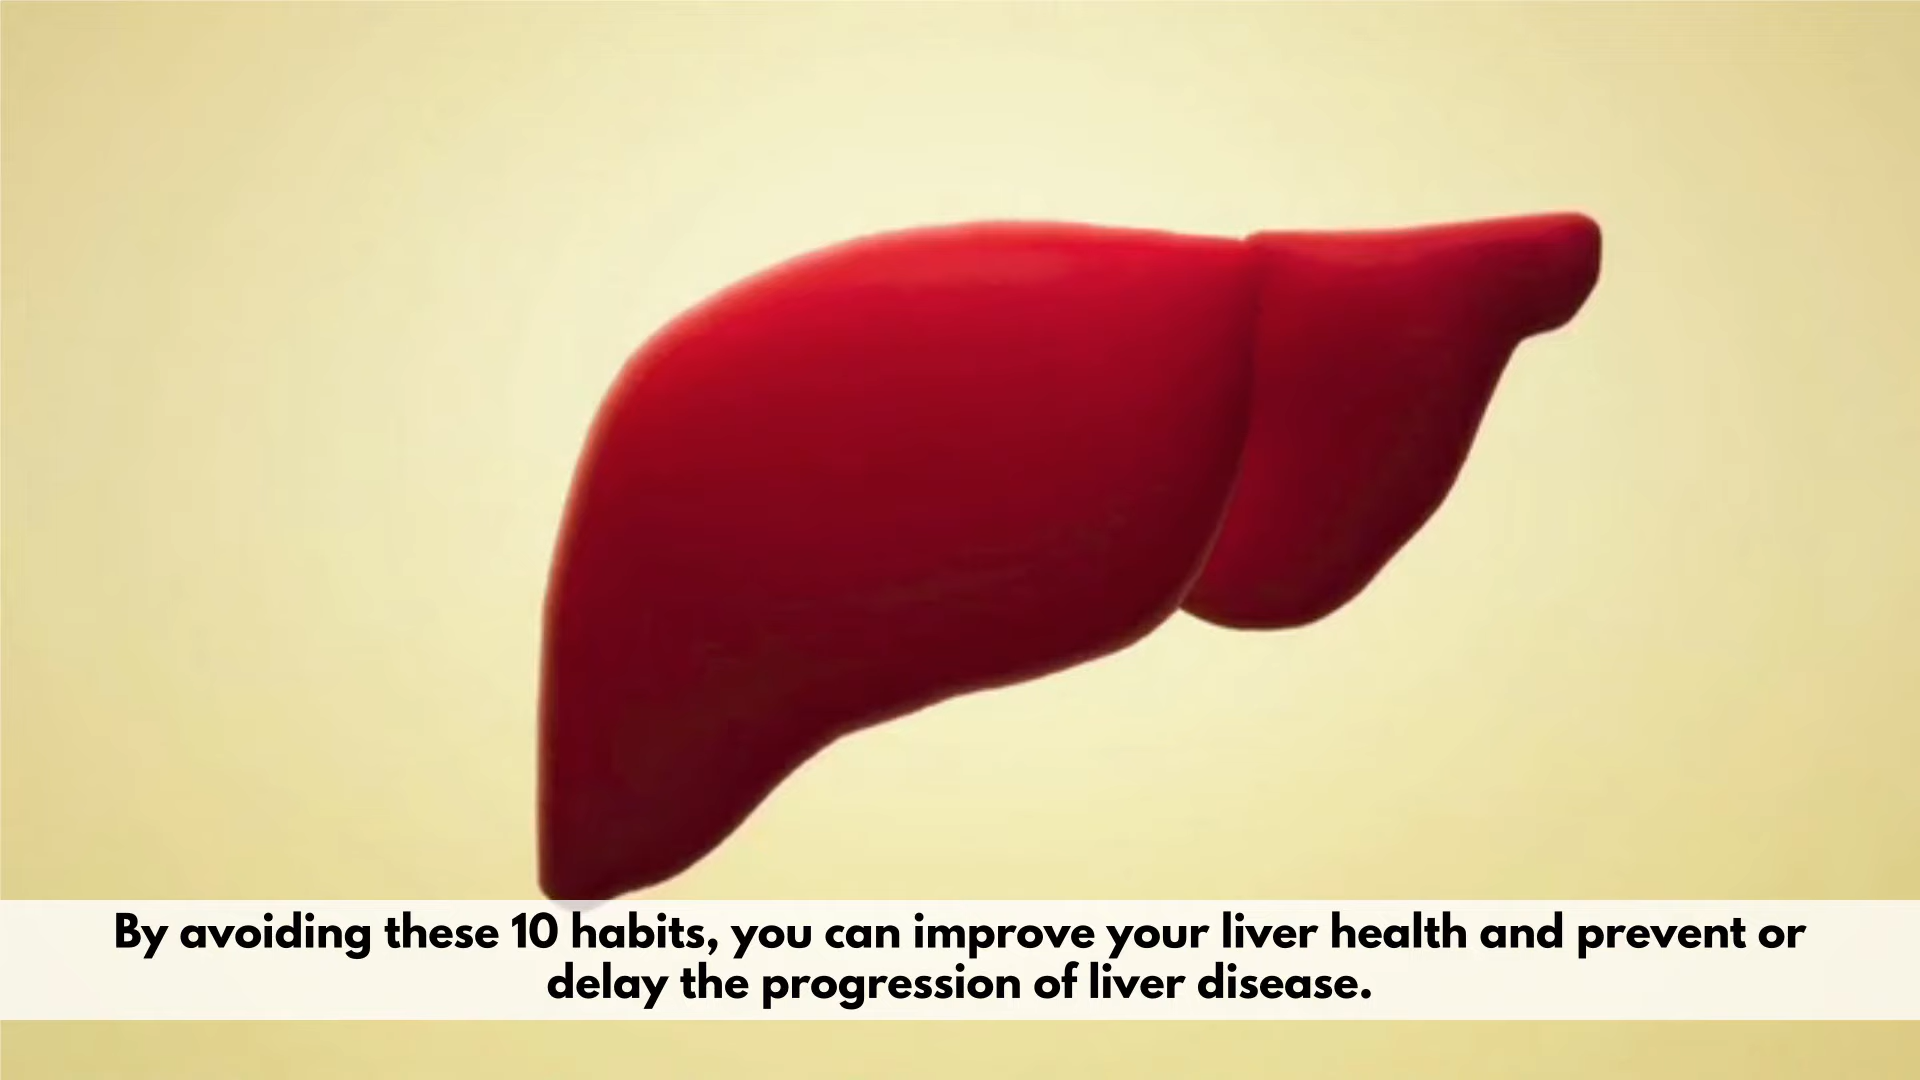 By avoiding these 10 habits, you can improve your liver health and prevent or
delay the progression of liver disease.